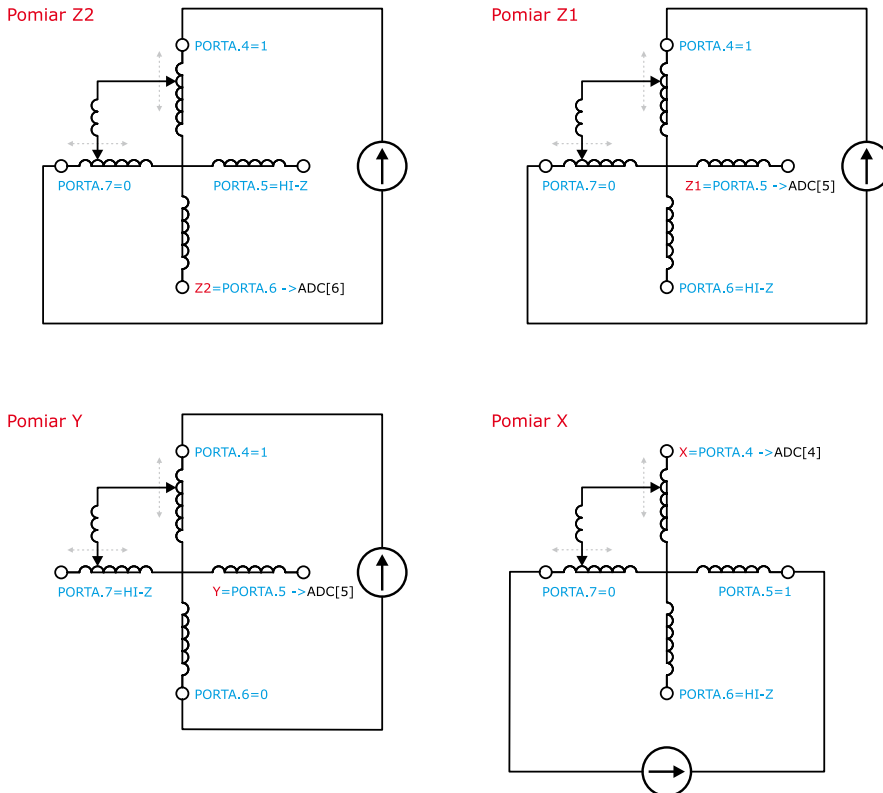 Pomiar Z2
PORTA.4=1
PORTA.7=0
PORTA.5=HI-Z
Z2=PORTA.6 ->ADC[6]
Pomiar Z1
PORTA.4=1
PORTA.7=0
Z1=PORTA.5 ->ADC[5]
PORTA.6=HI-Z
Pomiar Y
PORTA.4=1
PORTA.7=HI-Z
Y=PORTA.5 ->ADC[5]
PORTA.6=0
Pomiar X
X=PORTA.4 ->ADC[4]
PORTA.7=0
PORTA.5=1
PORTA.6=HI-Z